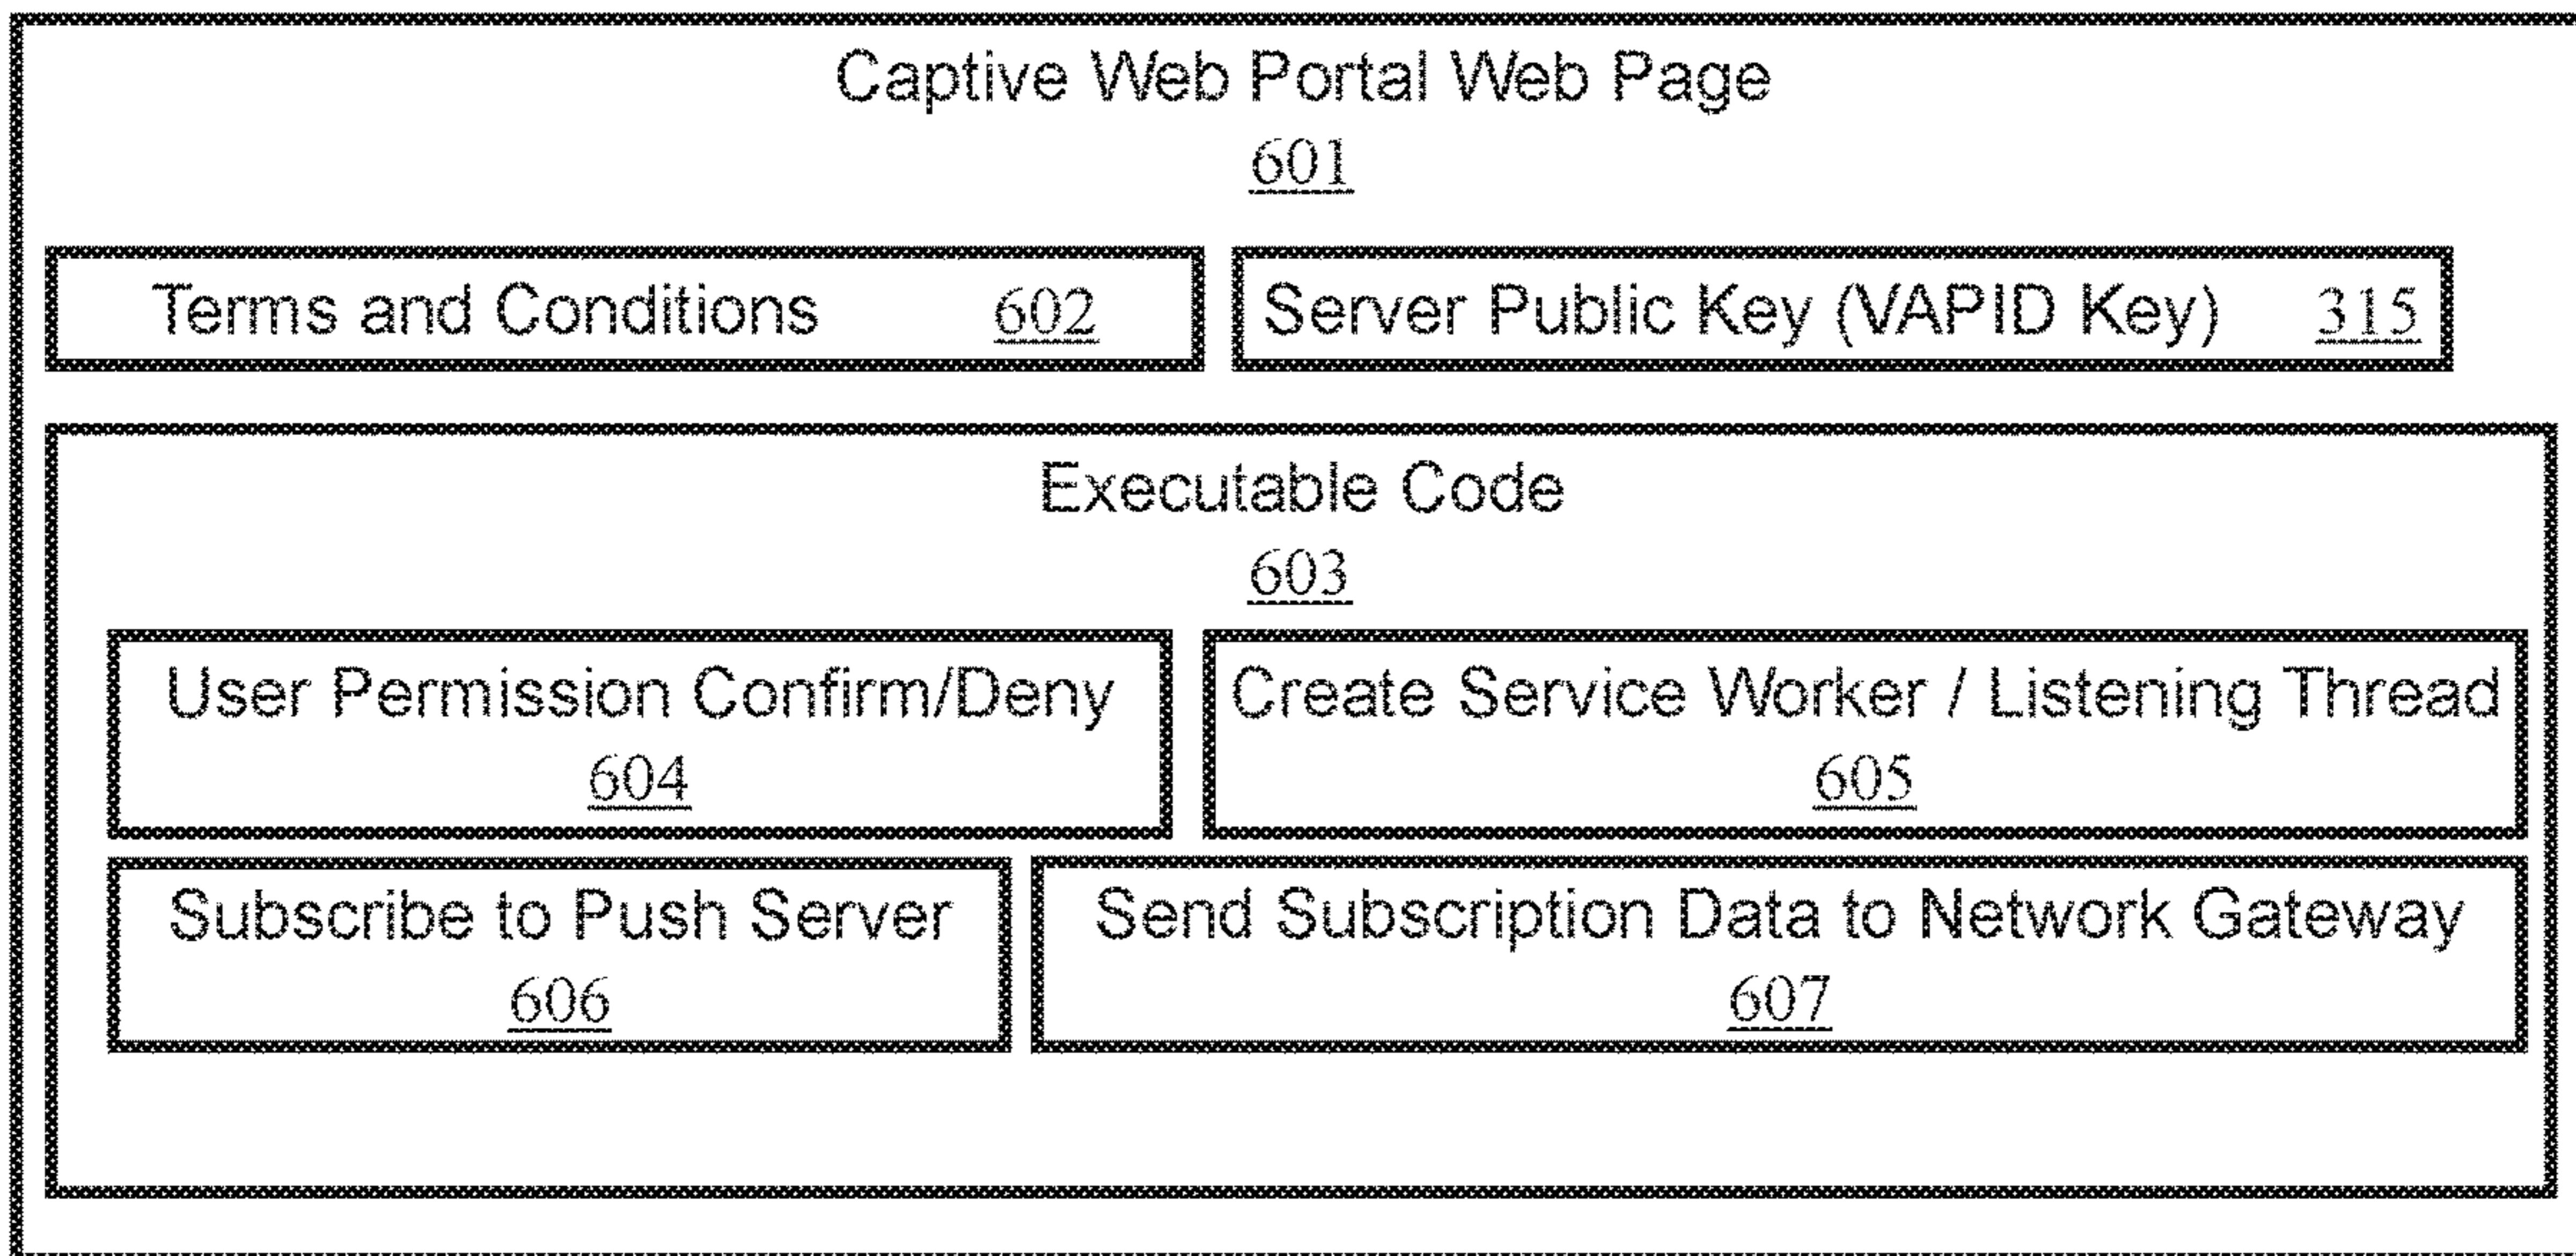 Captive Web Portal Web Page
601
Terms and Conditions 602
Server Public Key (VAPID Key) 315
Executable Code
603
User Permission Confirm/Deny
604
Create Service Worker / Listening Thread
605
Subscribe to Push Server
606
Send Subscription Data to Network Gateway
607